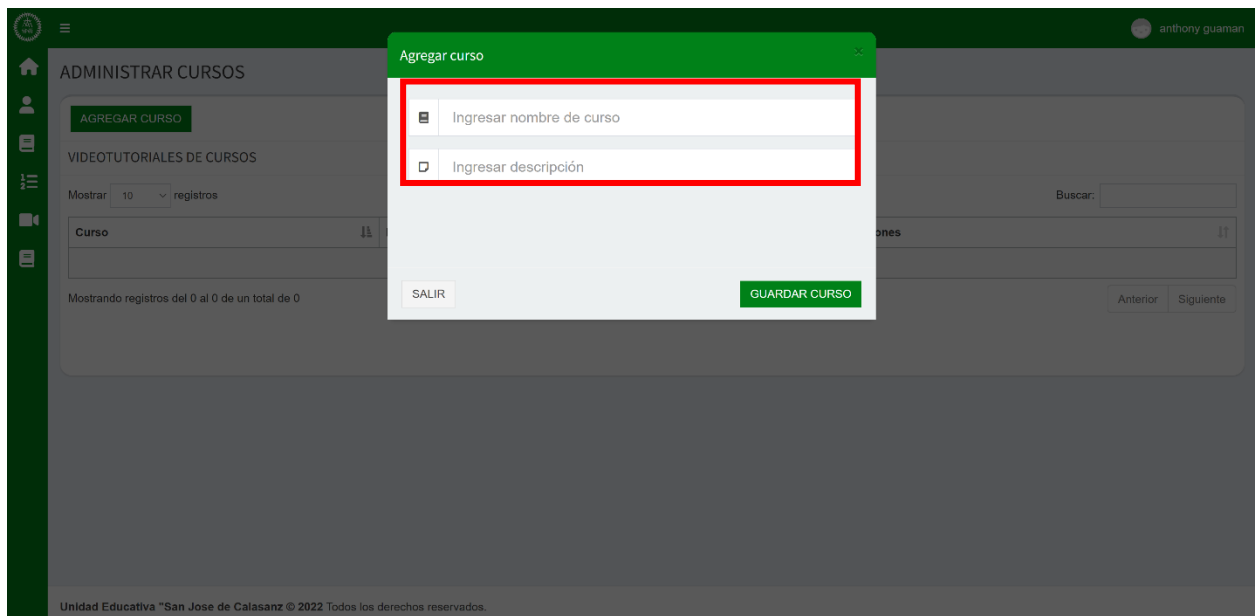 anthony guaman
Agregar curso ×
ADMINISTRAR CURSOS
AGREGAR CURSO
Ingresar nombre de curso
VIDEOTUTORIALES DE CURSOS
Ingresar descripción
Mostrar 10 registros
Buscar:
Curso
ones
SALIR
GUARDAR CURSO
Mostrando registros del 0 al 0 de un total de 0
Anterior Siguiente
Unidad Educativa "San Jose de Calasanz © 2022 Todos los derechos reservados.